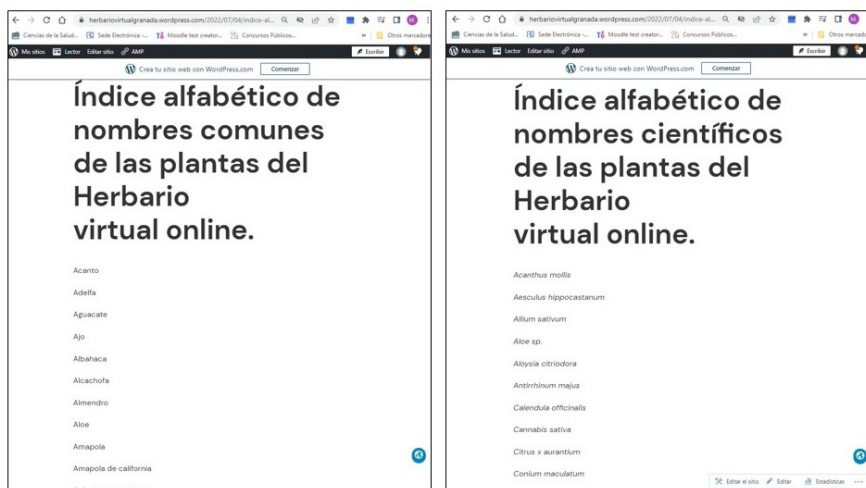 herbariovirtualgranada.wordpress.com/2022/07/04/indice-al...
Ciencias de la Salud...
Sede Electrónica -...
Moodle test creator...
Concursos Públicos...
»
Otros marcadore
Mis sitios
Lector
Editar sitio
AMP
Escribir
Crea tu sitio web con WordPress.com
Comenzar
Índice alfabético de
nombres comunes
de las plantas del
Herbario
virtual online.
Acanto
Adelfa
Aguacate
Ajo
Albahaca
Alcachofa
Almendro
Aloe
Amapola
Amapola de california
herbariovirtualgranada.wordpress.com/2022/07/04/indice-al...
Ciencias de la Salud...
Sede Electrónica -...
Moodle test creator...
Concursos Públicos...
»
Otros marcado
Mis sitios
Lector
Editar sitio
AMP
Escribir
Crea tu sitio web con WordPress.com
Comenzar
Índice alfabético de
nombres científicos
de las plantas del
Herbario
virtual online.
Acanthus mollis
Aesculus hippocastanum
Allium sativum
Aloe sp.
Aloysia citriodora
Antirrhinum majus
Calendula officinalis
Cannabis sativa
Citrus x aurantium
Conium maculatum
Editar el sitio
Editar
Estadísticas
...